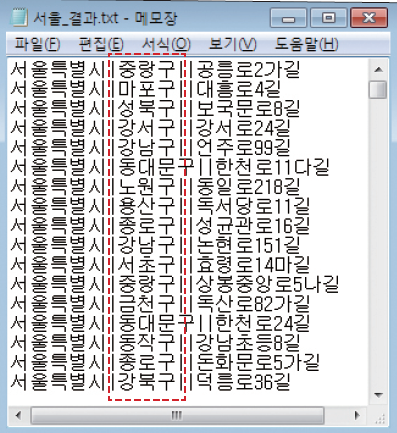 서울_결과.txt - 메모장
파일(F) 편집(E) 서식(O) 보기(V) 도움말(H)
서울특별시||중랑구||공릉로2가길
서울특별시||마포구||대흥로4길
서울특별시||성북구||보국문로8길
서울특별시||강서구||강서로24길
서울특별시||강남구||언주로99길
서울특별시||동대문구||한천로11다길
서울특별시||노원구||동일로218길
서울특별시||용산구||독서당로11길
서울특별시||종로구||성균관로16길
서울특별시||강남구||논현로151길
서울특별시||서초구||효령로14마길
서울특별시||중랑구||상봉중앙로5나길
서울특별시||금천구||독산로82가길
서울특별시||동대문구||한천로24길
서울특별시||동작구||강남초등8길
서울특별시||종로구||돈화문로5가길
서울특별시||강북구||덕릉로36길